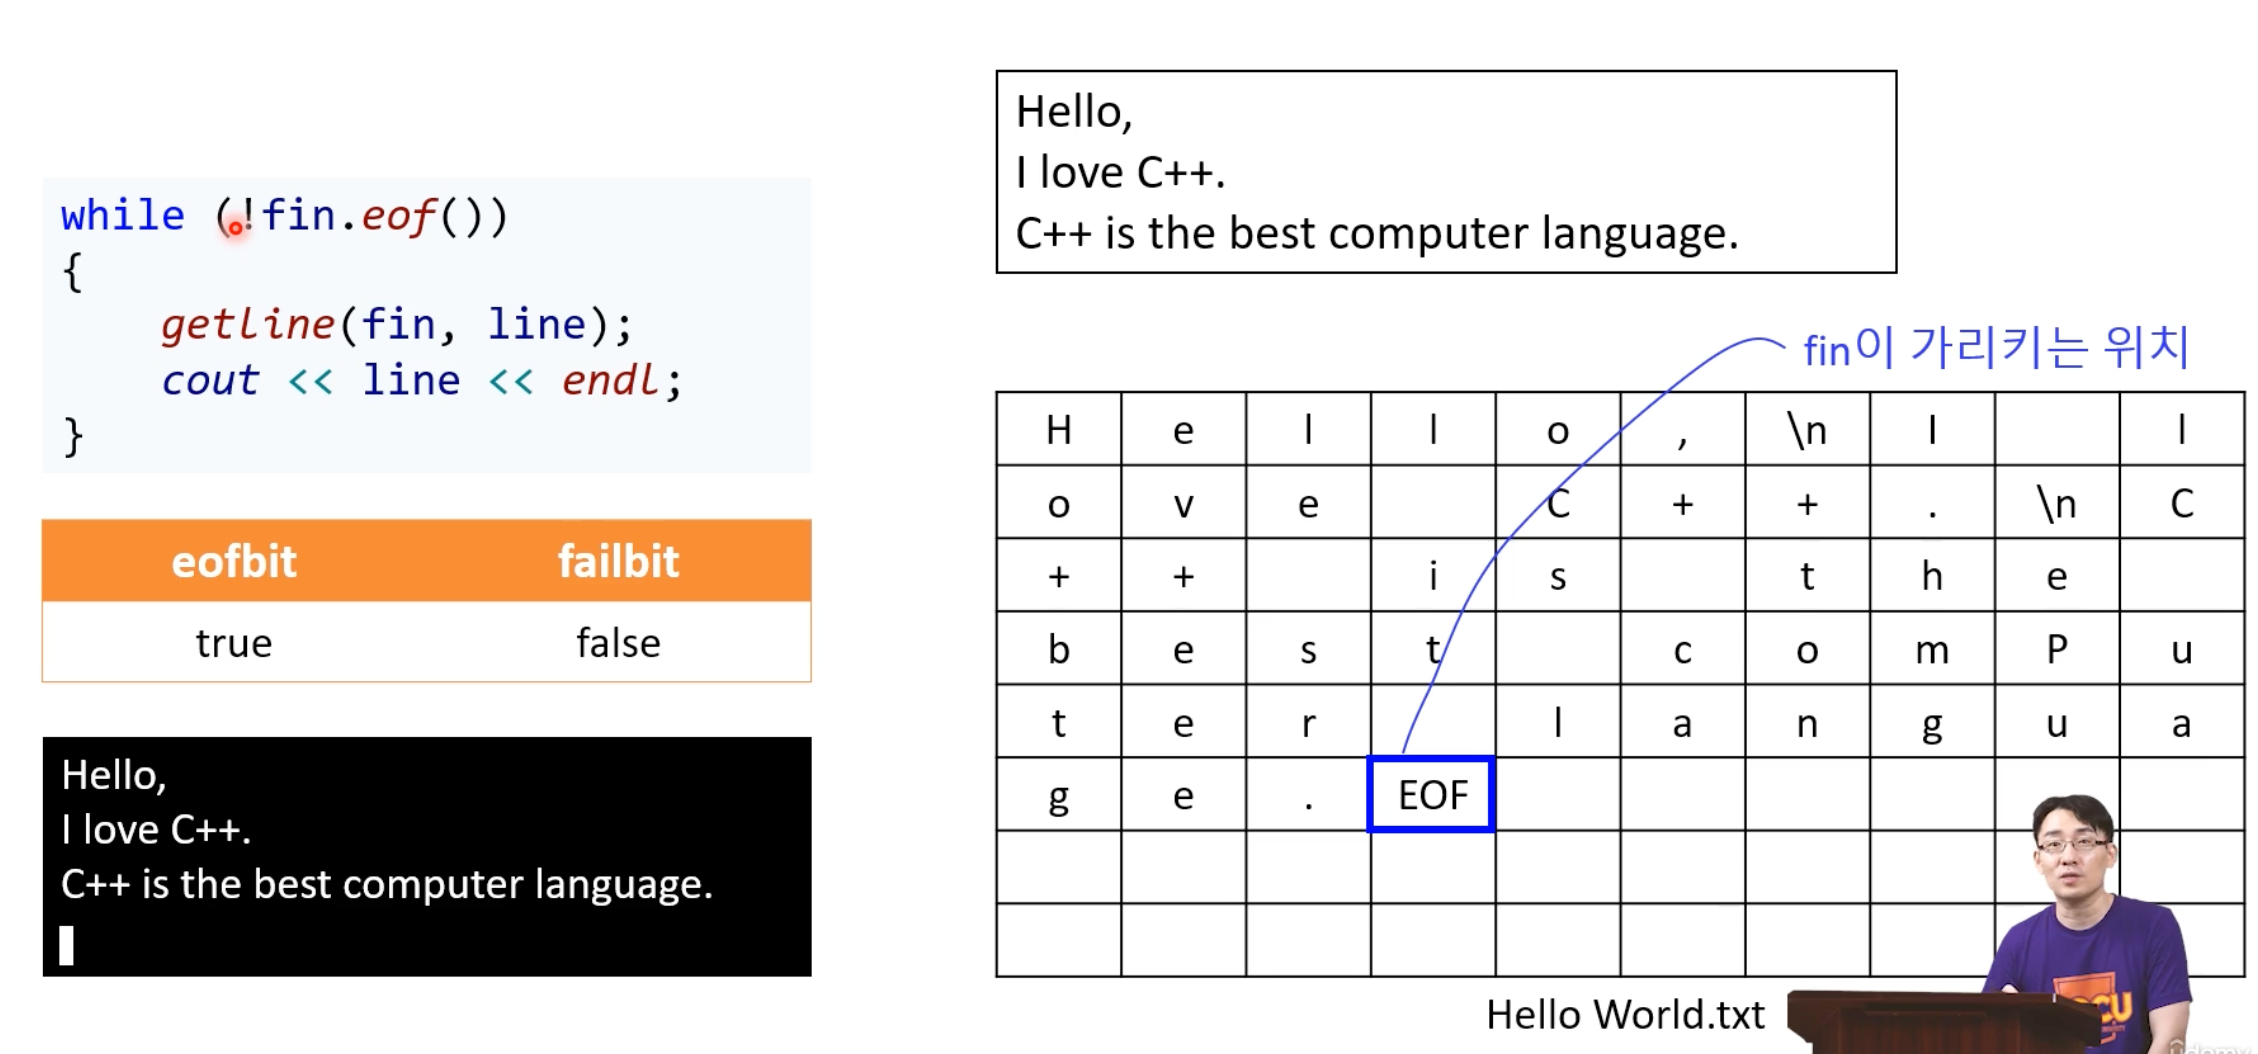 while (!fin.eof())
{
getline(fin, line);
cout << line << endl;
}
eofbit failbit
true false
Hello,
I love C++.
C++ is the best computer language.
Hello,
I love C++.
C++ is the best computer language.
fin이 가리키는 위치
H e l l o , \n I l
o v e C + + . \n C
+ + i s t h e
b e s t c o m P u
t e r l a n g u a
g e . EOF
Hello World.txt
CU
udemy